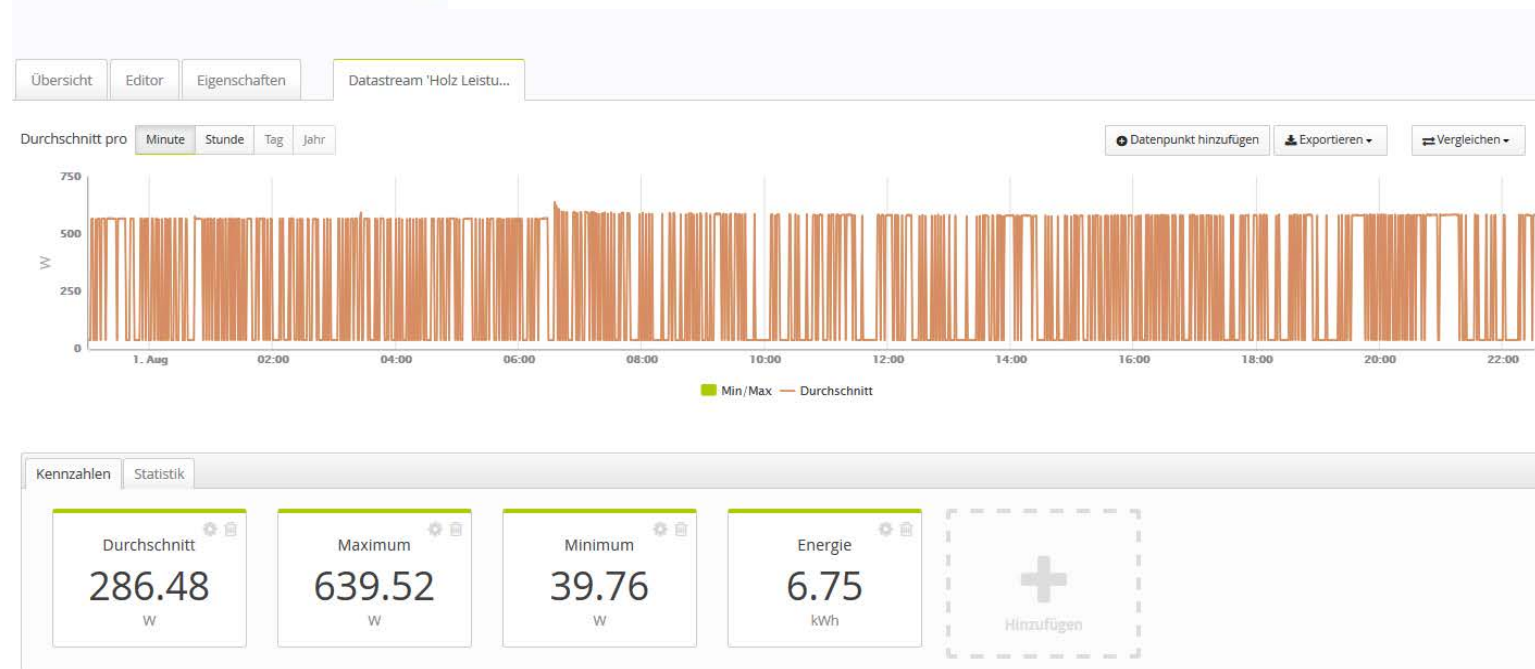 Übersicht Editor Eigenschaften Datastream 'Holz Leistu...
Durchschnitt pro Minute Stunde Tag Jahr Datenpunkt hinzufügen Exportieren Vergleichen
750
500
250
0
W
1. Aug 02:00 04:00 06:00 08:00 10:00 12:00 14:00 16:00 18:00 20:00 22:00
Min/Max Durchschnitt
Kennzahlen Statistik
Durchschnitt Maximum Minimum Energie
286.48 639.52 39.76 6.75
W W W kWh
Hinzufügen